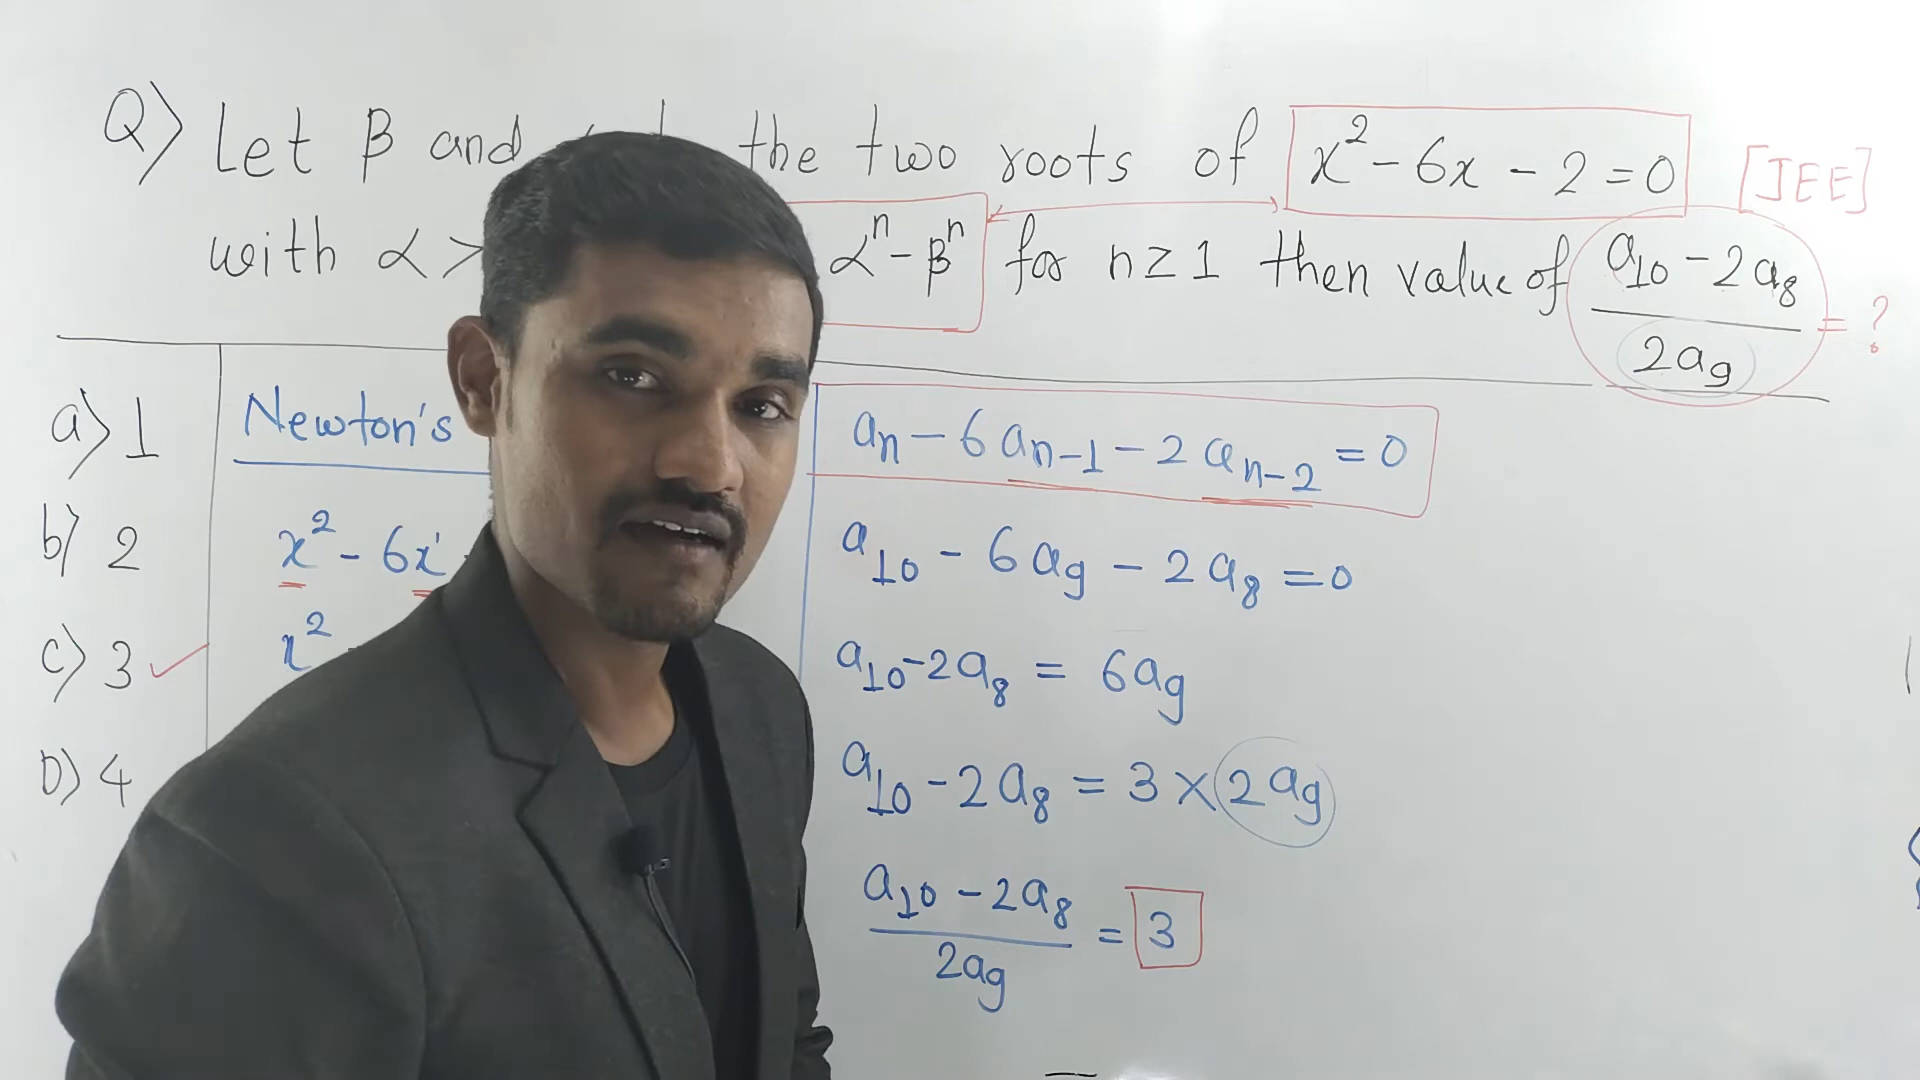 Q) Let β and the two roots of x² - 6x - 2 = 0 [JEE]
with α > αⁿ - βⁿ for n ≥ 1 then value of (a₁₀ - 2a₈)/(2a₉) = ?
a) 1
b) 2
c) 3 ✓
D) 4
Newton's
x² - 6x
x²
aₙ - 6aₙ₋₁ - 2aₙ₋₂ = 0
a₁₀ - 6a₉ - 2a₈ = 0
a₁₀ - 2a₈ = 6a₉
a₁₀ - 2a₈ = 3 × 2a₉
(a₁₀ - 2a₈)/(2a₉) = 3